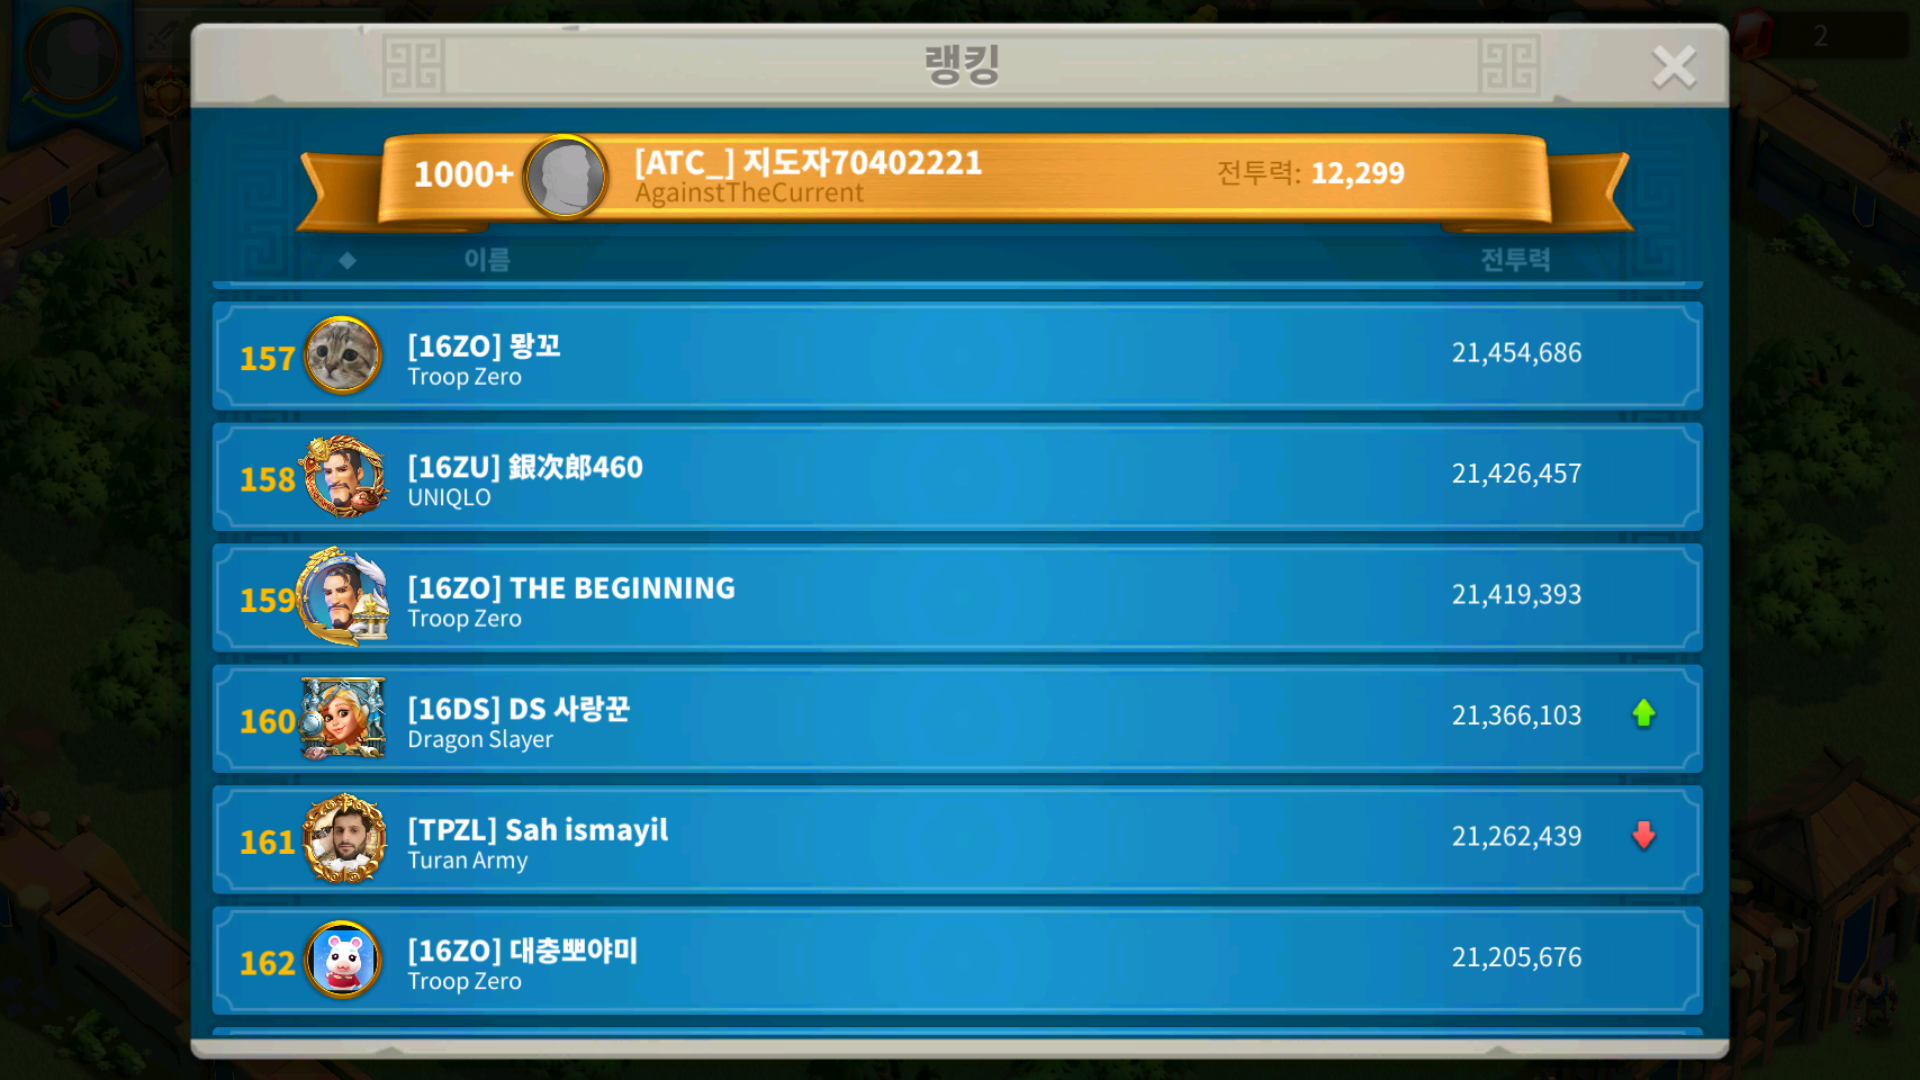 랭킹
2
1000+
[ATC_] 지도자70402221
AgainstTheCurrent
전투력: 12,299
이름
전투력
157
[16ZO] 뫙꼬
Troop Zero
21,454,686
158
[16ZU] 銀次郎460
UNIQLO
21,426,457
159
[16ZO] THE BEGINNING
Troop Zero
21,419,393
160
[16DS] DS 사랑꾼
Dragon Slayer
21,366,103
161
[TPZL] Sah ismayil
Turan Army
21,262,439
162
[16ZO] 대충뽀야미
Troop Zero
21,205,676